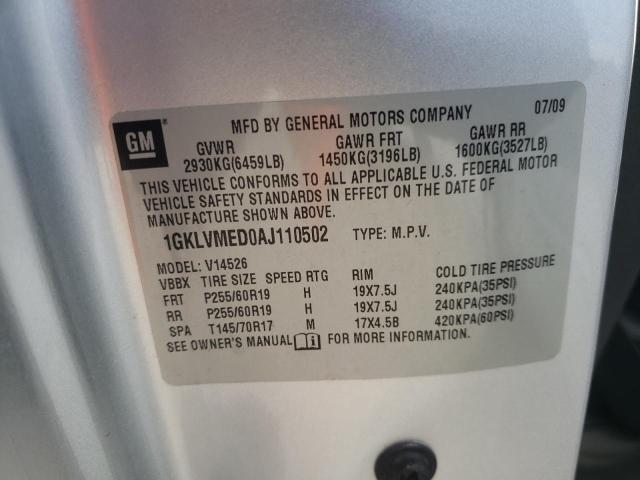 GM
MFD BY GENERAL MOTORS COMPANY 07/09
GVWR GAWR FRT GAWR RR
2930KG(6459LB) 1450KG(3196LB) 1600KG(3527LB)
THIS VEHICLE CONFORMS TO ALL APPLICABLE U.S. FEDERAL MOTOR
VEHICLE SAFETY STANDARDS IN EFFECT ON THE DATE OF
MANUFACTURE SHOWN ABOVE.
1GKLVMED0AJ110502 TYPE: M.P.V.
MODEL: V14526
VBBX TIRE SIZE SPEED RTG RIM COLD TIRE PRESSURE
FRT P255/60R19 H 19X7.5J 240KPA(35PSI)
RR P255/60R19 H 19X7.5J 240KPA(35PSI)
SPA T145/70R17 M 17X4.5B 420KPA(60PSI)
SEE OWNER'S MANUAL i FOR MORE INFORMATION.